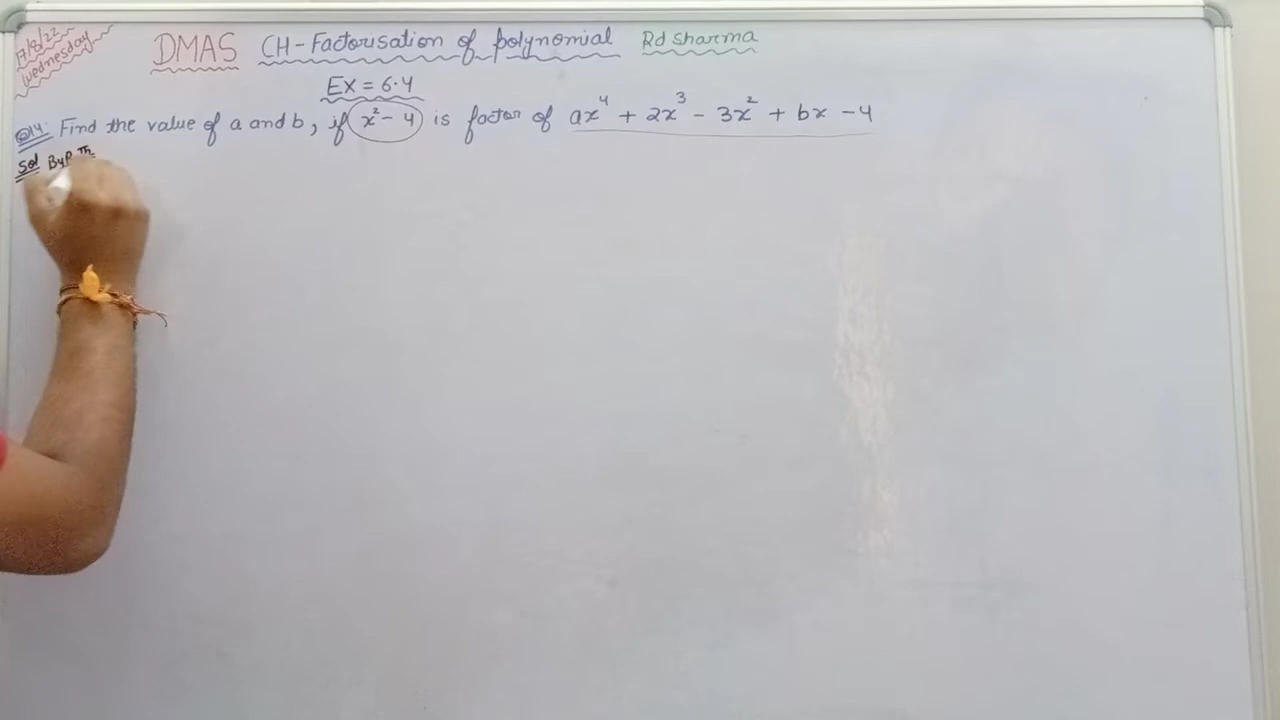 17/8/22
Wednesday
DMAS CH-Factorisation of polynomial Rd Sharma
EX = 6.4
Q14. Find the value of a and b, if x² - 4 is factor of ax⁴ + 2x³ - 3x² + bx - 4
Sol By